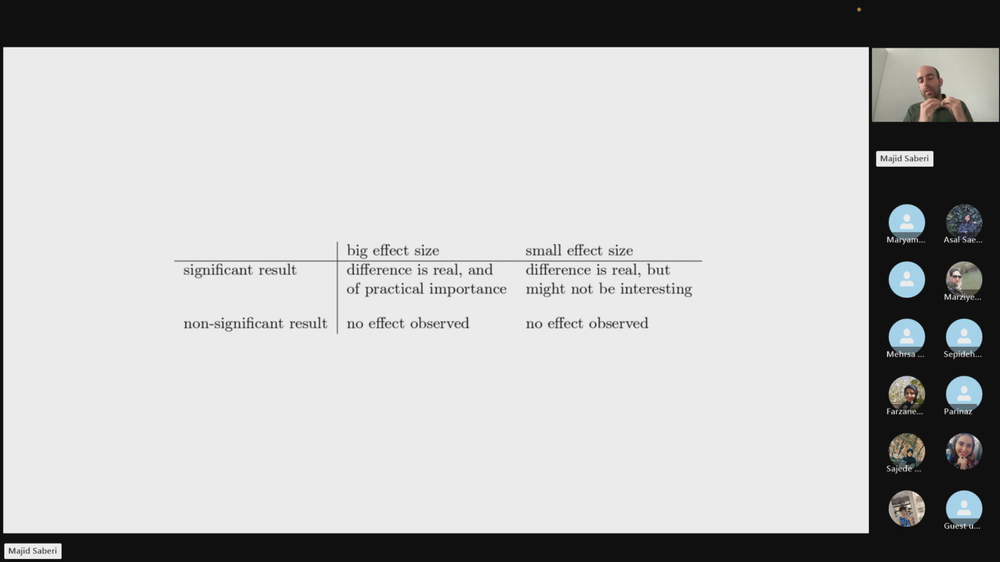 big effect size small effect size
significant result difference is real, and difference is real, but
of practical importance might not be interesting
non-significant result no effect observed no effect observed
Majid Saberi
Maryam... Asal Sae...
Marziye...
Mehrsa ... Sepideh...
Farzane... Parinaz
Sajede ...
Guest u...
Majid Saberi